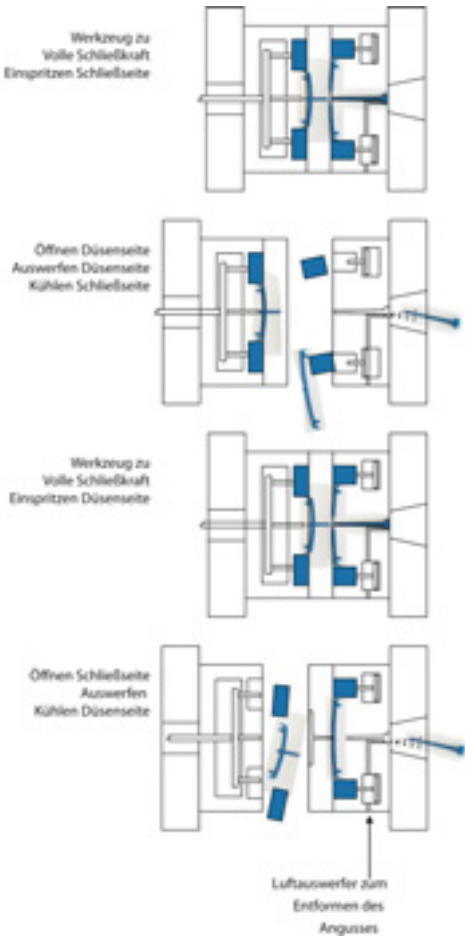 Werkzeug zu
Volle Schließkraft
Einspritzen Schließseite
Öffnen Düsenseite
Auswerfen Düsenseite
Kühlen Schließseite
Werkzeug zu
Volle Schließkraft
Einspritzen Düsenseite
Öffnen Schließseite
Auswerfen
Kühlen Düsenseite
Luftauswerfer zum
Entformen des
Angusses